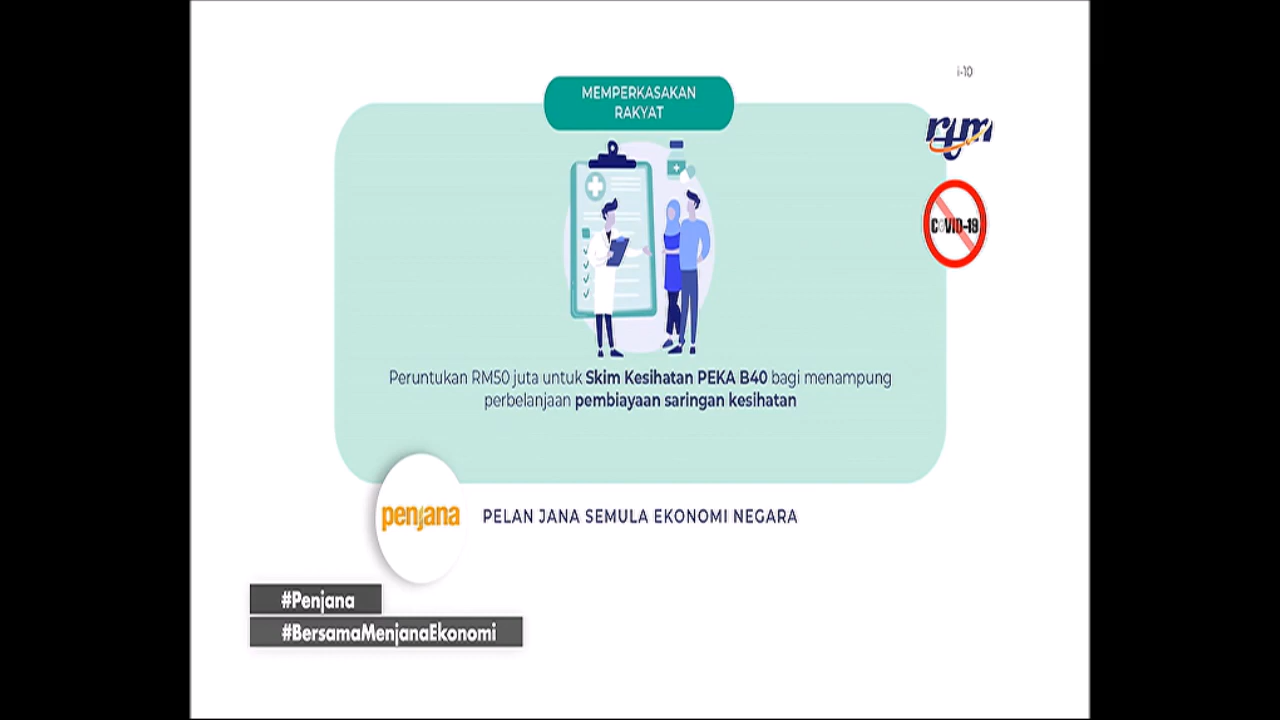 i-10
MEMPERKASAKAN
RAKYAT
rtm
COVID-19
Peruntukan RM50 juta untuk Skim Kesihatan PEKA B40 bagi menampung
perbelanjaan pembiayaan saringan kesihatan
penjana
PELAN JANA SEMULA EKONOMI NEGARA
#Penjana
#BersamaMenjanaEkonomi